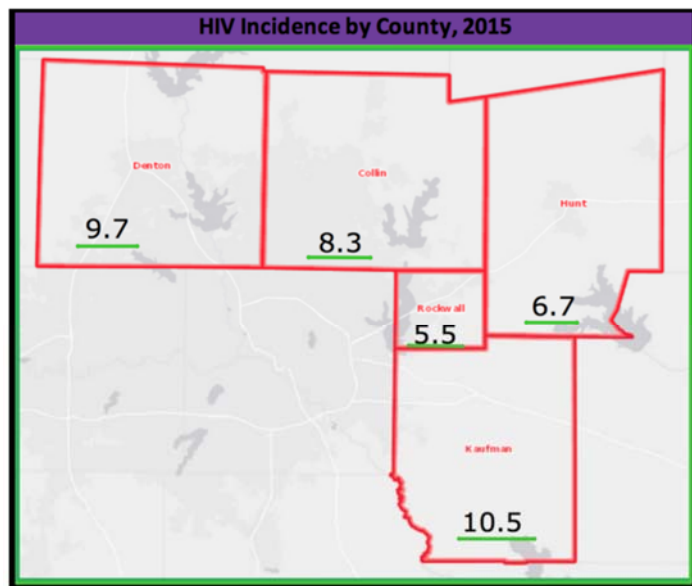 HIV Incidence by County, 2015
Denton
9.7
Collin
8.3
Hunt
6.7
Rockwall
5.5
Kaufman
10.5